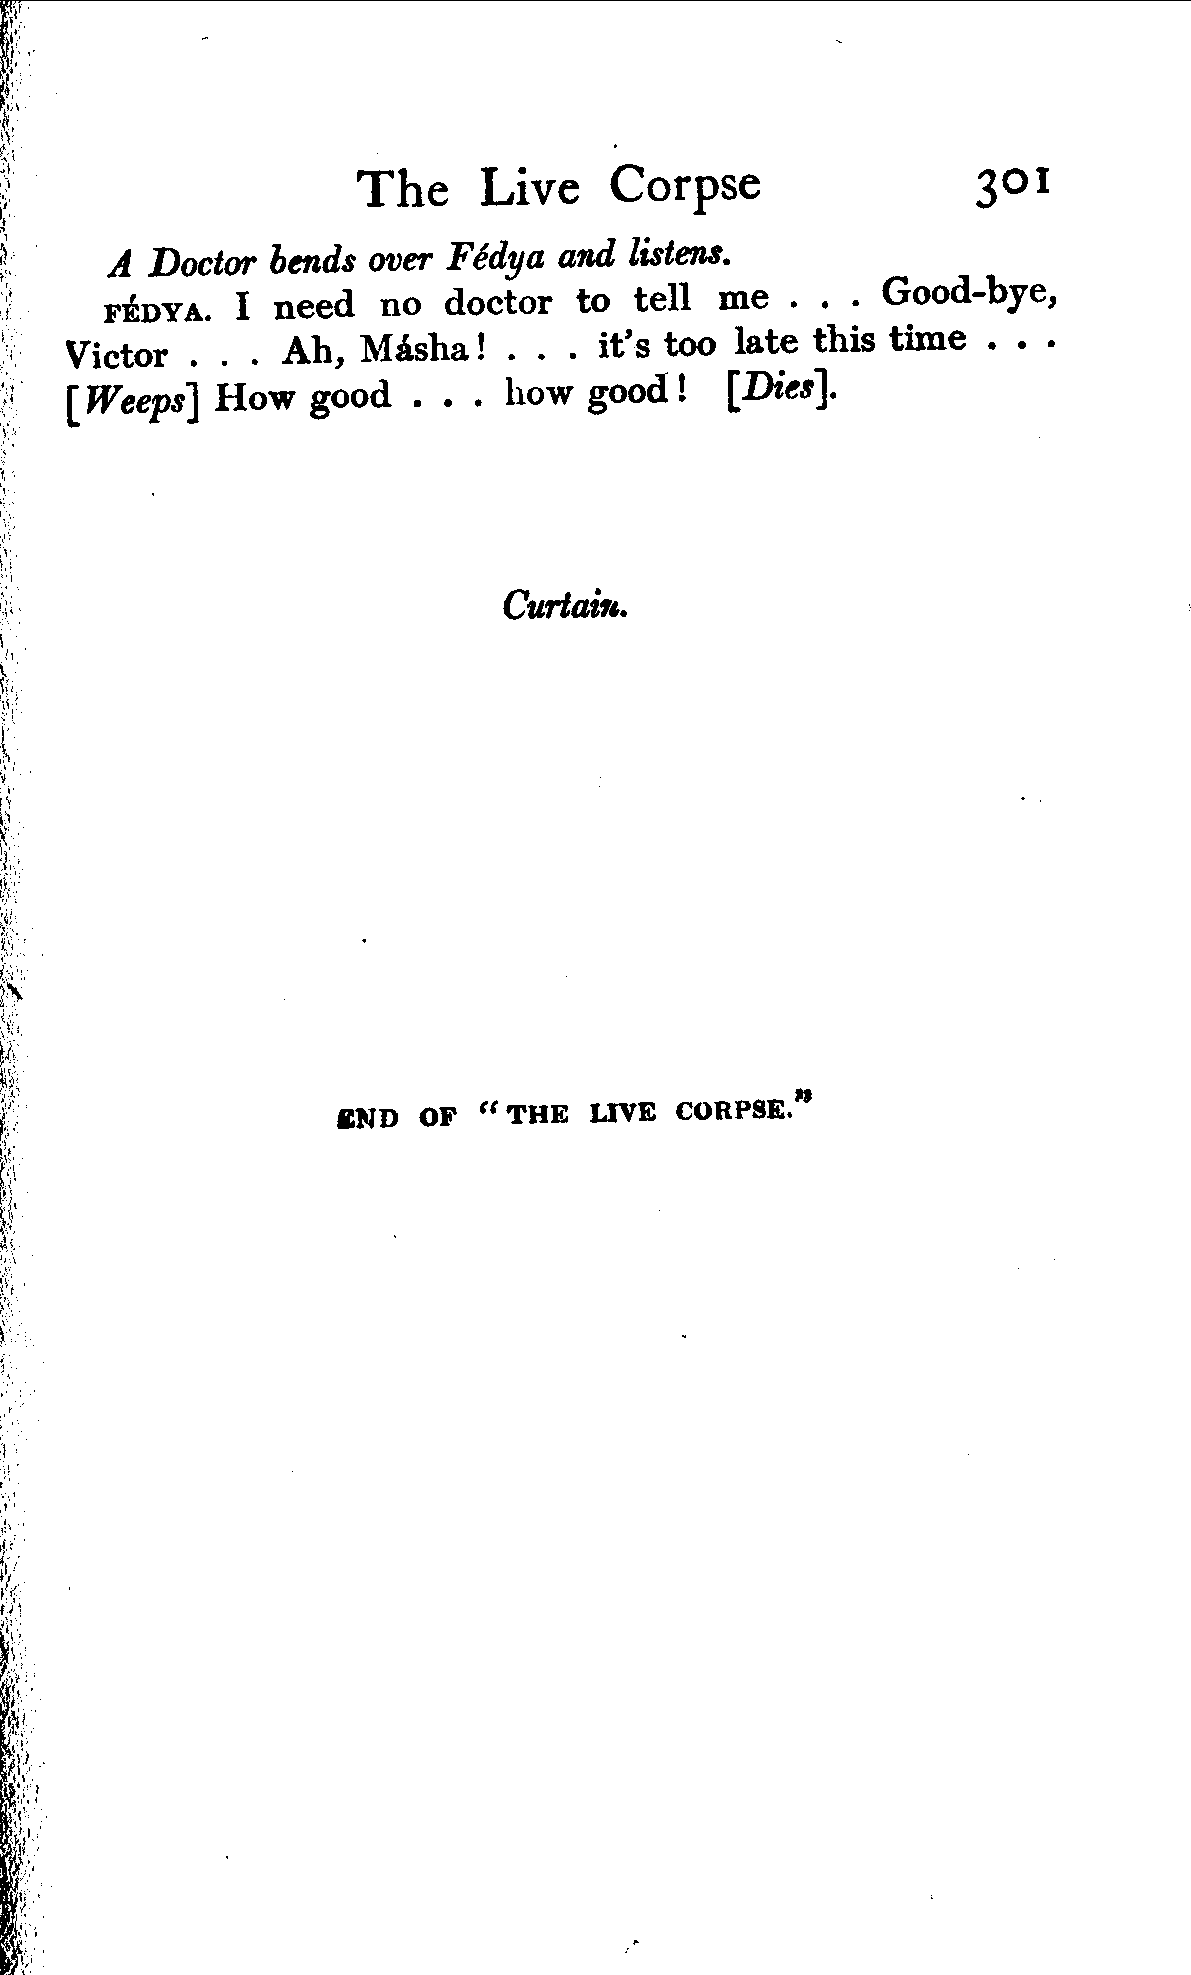 The Live Corpse 301
A Doctor bends over Fédya and listens.
FÉDYA. I need no doctor to tell me . . . Good-bye,
Victor . . . Ah, Másha! . . . it's too late this time . . .
[Weeps] How good . . . how good! [Dies].
Curtain.
END OF “THE LIVE CORPSE.”